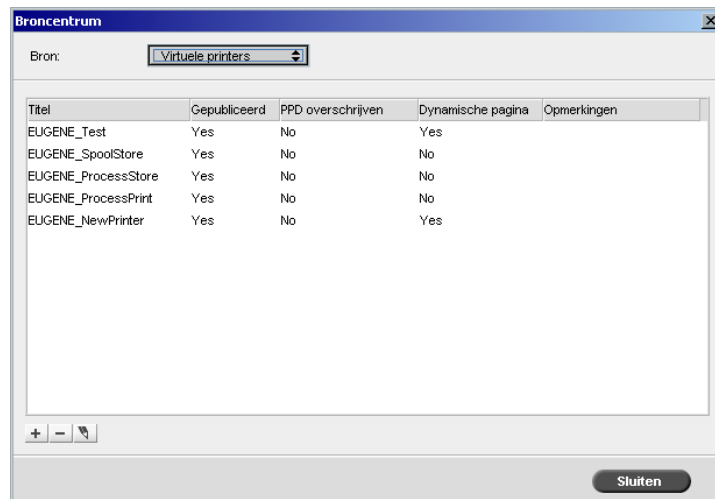 Broncentrum
Bron: Virtuele printers
Titel Gepubliceerd PPD overschrijven Dynamische pagina Opmerkingen
EUGENE_Test Yes No Yes
EUGENE_SpoolStore Yes No No
EUGENE_ProcessStore Yes No No
EUGENE_ProcessPrint Yes No No
EUGENE_NewPrinter Yes No Yes
Sluiten